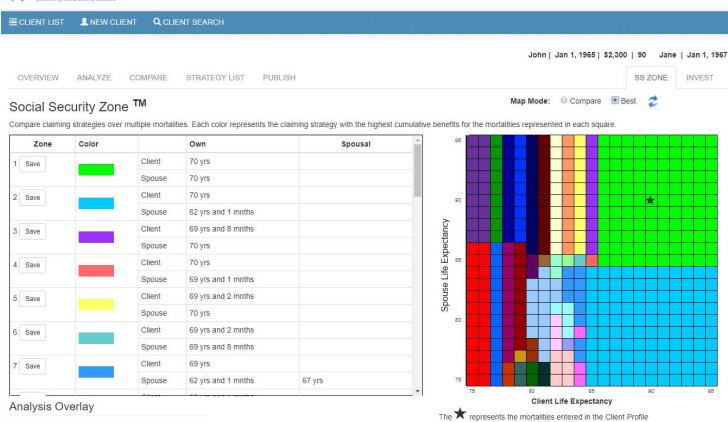 CLIENT LIST NEW CLIENT CLIENT SEARCH
John | Jan 1, 1965 | $2,300 | 90 Jane | Jan 1, 1967
OVERVIEW ANALYZE COMPARE STRATEGY LIST PUBLISH SS ZONE INVEST
Social Security Zone ™
Map Mode: Compare Best
Compare claiming strategies over multiple mortalities. Each color represents the claiming strategy with the highest cumulative benefits for the mortalities represented in each square.
Zone Color Own Spousal
1 Save Client 70 yrs
Spouse 70 yrs
2 Save Client 70 yrs
Spouse 62 yrs and 1 mnths
3 Save Client 69 yrs and 8 mnths
Spouse 70 yrs
4 Save Client 70 yrs
Spouse 69 yrs and 1 mnths
5 Save Client 69 yrs and 2 mnths
Spouse 70 yrs
6 Save Client 69 yrs and 2 mnths
Spouse 69 yrs and 8 mnths
7 Save Client 69 yrs
Spouse 62 yrs and 1 mnths 67 yrs
Analysis Overlay
95
90
85
80
75
Spouse Life Expectancy
75 80 85 90 95
Client Life Expectancy
The ★ represents the mortalities entered in the Client Profile